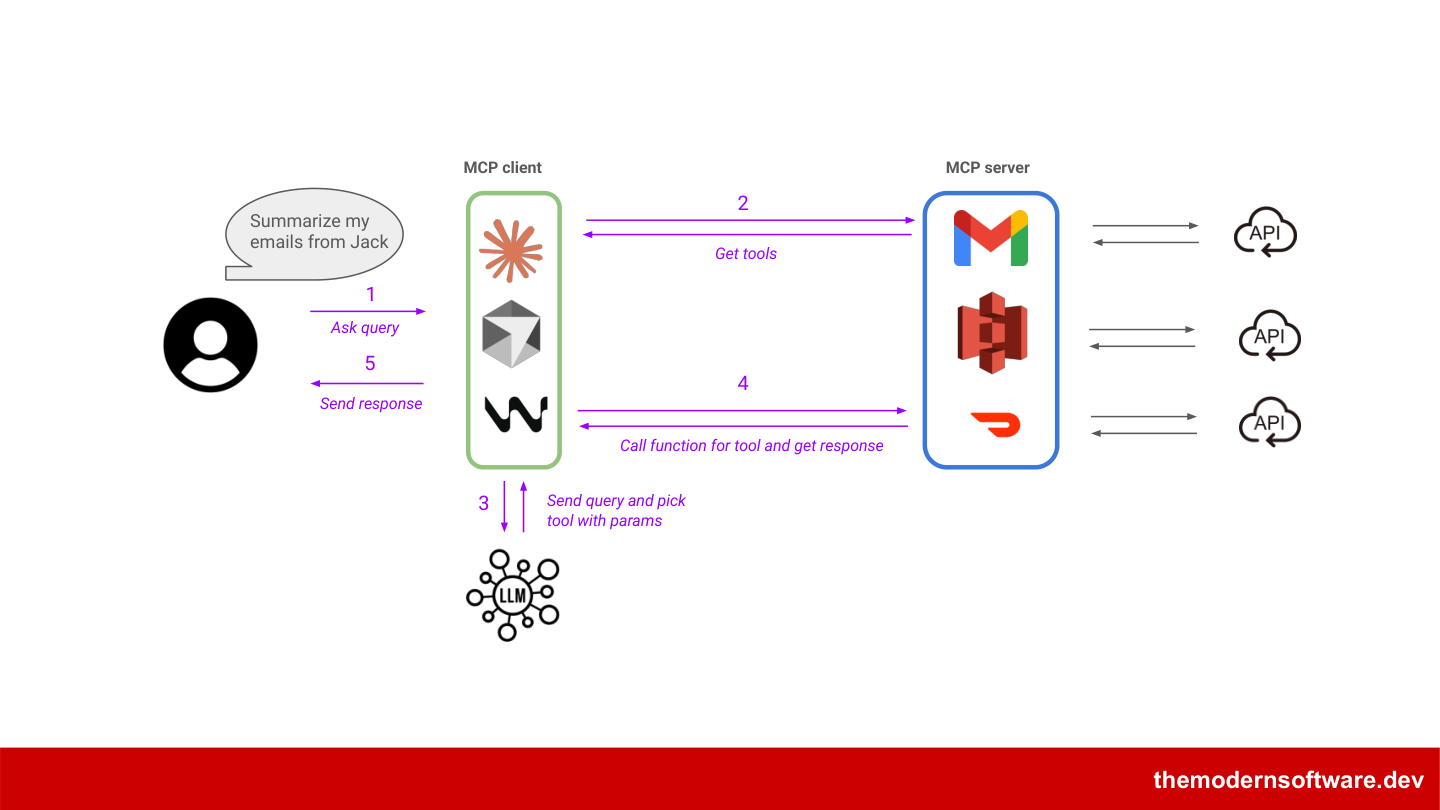 MCP client
MCP server
Summarize my
emails from Jack
1
Ask query
5
Send response
2
Get tools
4
Call function for tool and get response
3
Send query and pick
tool with params
LLM
API
API
API
themodernsoftware.dev